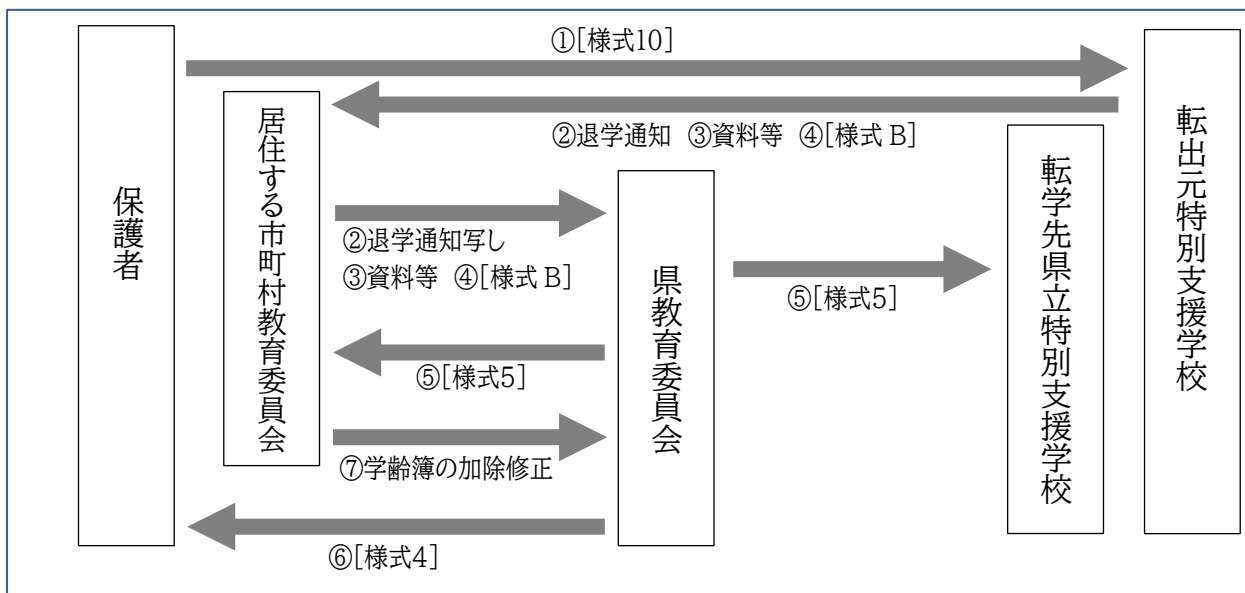 ①[様式10]
②退学通知 ③資料等 ④[様式 B]
保護者
居住する市町村教育委員会
②退学通知写し
③資料等 ④[様式 B]
⑤[様式5]
⑦学齢簿の加除修正
⑥[様式4]
県教育委員会
⑤[様式5]
転学先県立特別支援学校
転出元特別支援学校